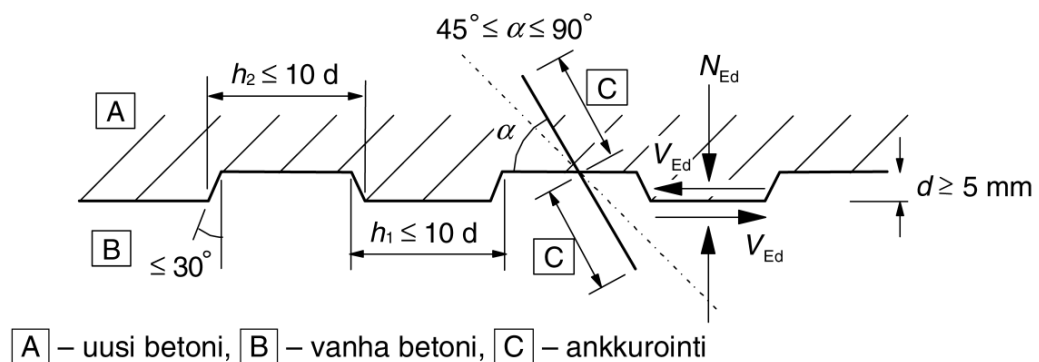 45° ≤ α ≤ 90°
h₂ ≤ 10 d
C
N_Ed
A
α
V_Ed
d ≥ 5 mm
B
h₁ ≤ 10 d
C
V_Ed
≤ 30°
A – uusi betoni, B – vanha betoni, C – ankkurointi